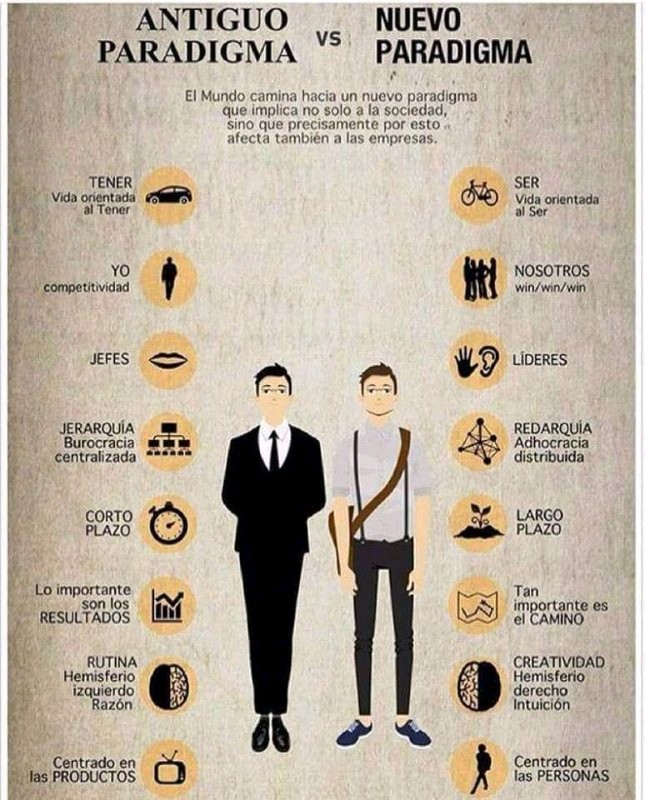 ANTIGUO
PARADIGMA
vs
NUEVO
PARADIGMA
El Mundo camina hacia un nuevo paradigma
que implica no solo a la sociedad,
sino que precisamente por esto
afecta también a las empresas.
TENER
Vida orientada
al Tener
SER
Vida orientada
al Ser
YO
competitividad
NOSOTROS
win/win/win
JEFES
LÍDERES
JERARQUÍA
Burocracia
centralizada
REDARQUÍA
Adhocracia
distribuida
CORTO
PLAZO
LARGO
PLAZO
Lo importante
son los
RESULTADOS
Tan
importante es
el CAMINO
RUTINA
Hemisferio
izquierdo
Razón
CREATIVIDAD
Hemisferio
derecho
Intuición
Centrado en
las PRODUCTOS
Centrado en
las PERSONAS